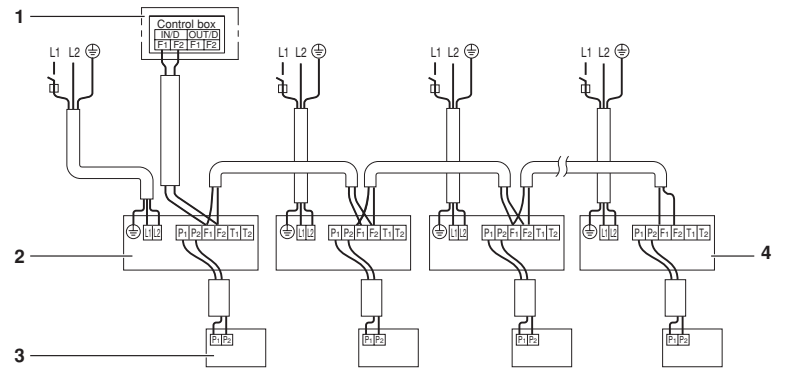 1
Control box
IN/D OUT/D
F1 F2 F1 F2
L1 L2
L1 L2
L1 L2
L1 L2
L1 L2 P1 P2 F1 F2 T1 T2
L1 L2 P1 P2 F1 F2 T1 T2
L1 L2 P1 P2 F1 F2 T1 T2
L1 L2 P1 P2 F1 F2 T1 T2
2
4
P1 P2
P1 P2
P1 P2
P1 P2
3